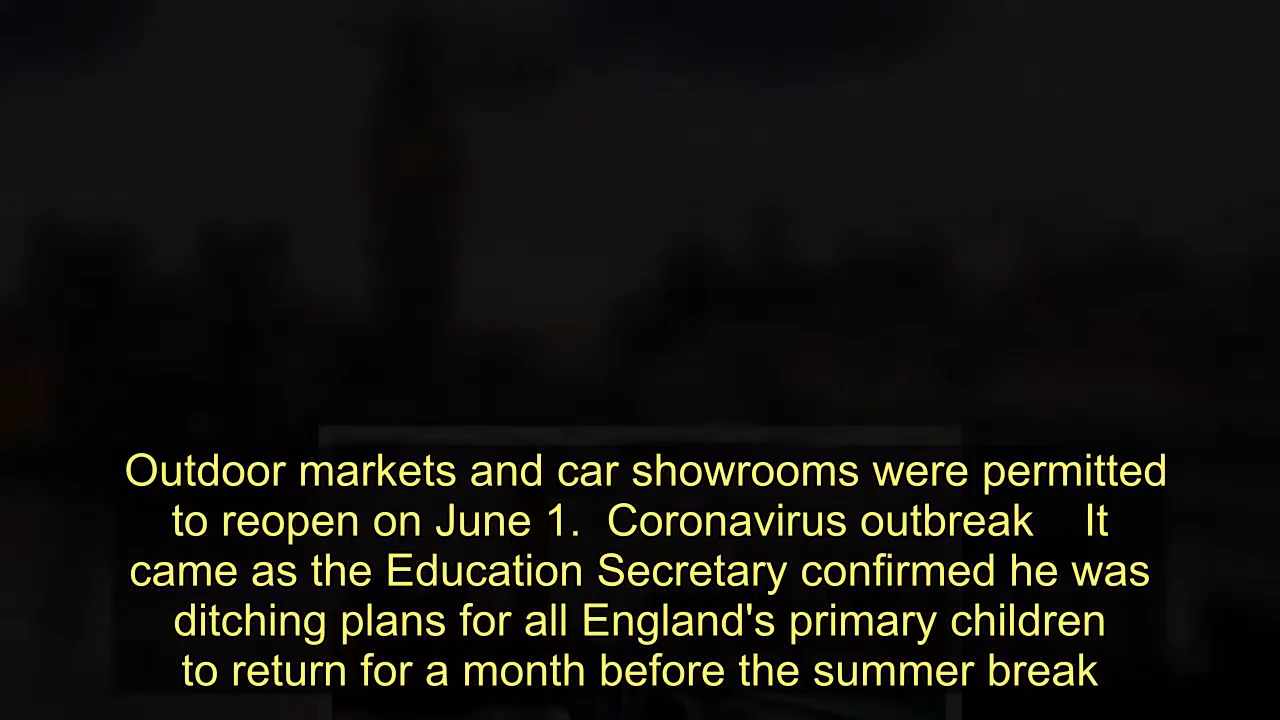 Outdoor markets and car showrooms were permitted
to reopen on June 1.  Coronavirus outbreak    It
came as the Education Secretary confirmed he was
ditching plans for all England's primary children
to return for a month before the summer break